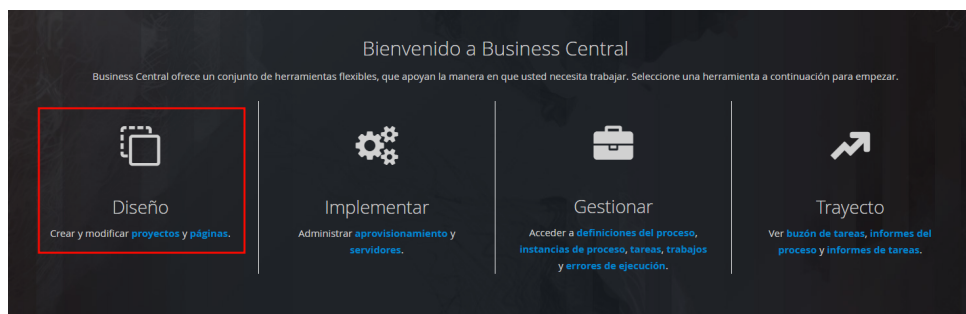 Bienvenido a Business Central
Business Central ofrece un conjunto de herramientas flexibles, que apoyan la manera en que usted necesita trabajar. Seleccione una herramienta a continuación para empezar.
Diseño
Crear y modificar proyectos y páginas.
Implementar
Administrar aprovisionamiento y
servidores.
Gestionar
Acceder a definiciones del proceso,
instancias de proceso, tareas, trabajos
y errores de ejecución.
Trayecto
Ver buzón de tareas, informes del
proceso y informes de tareas.